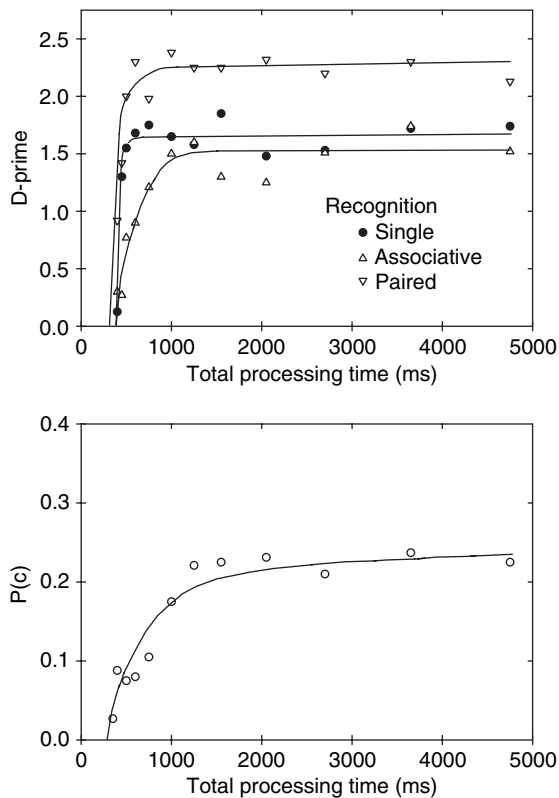 2.5
2.0
1.5
1.0
0.5
0.0
D-prime
Recognition
Single
Associative
Paired
0 1000 2000 3000 4000 5000
Total processing time (ms)
0.4
0.3
0.2
0.1
0.0
P(c)
0 1000 2000 3000 4000 5000
Total processing time (ms)